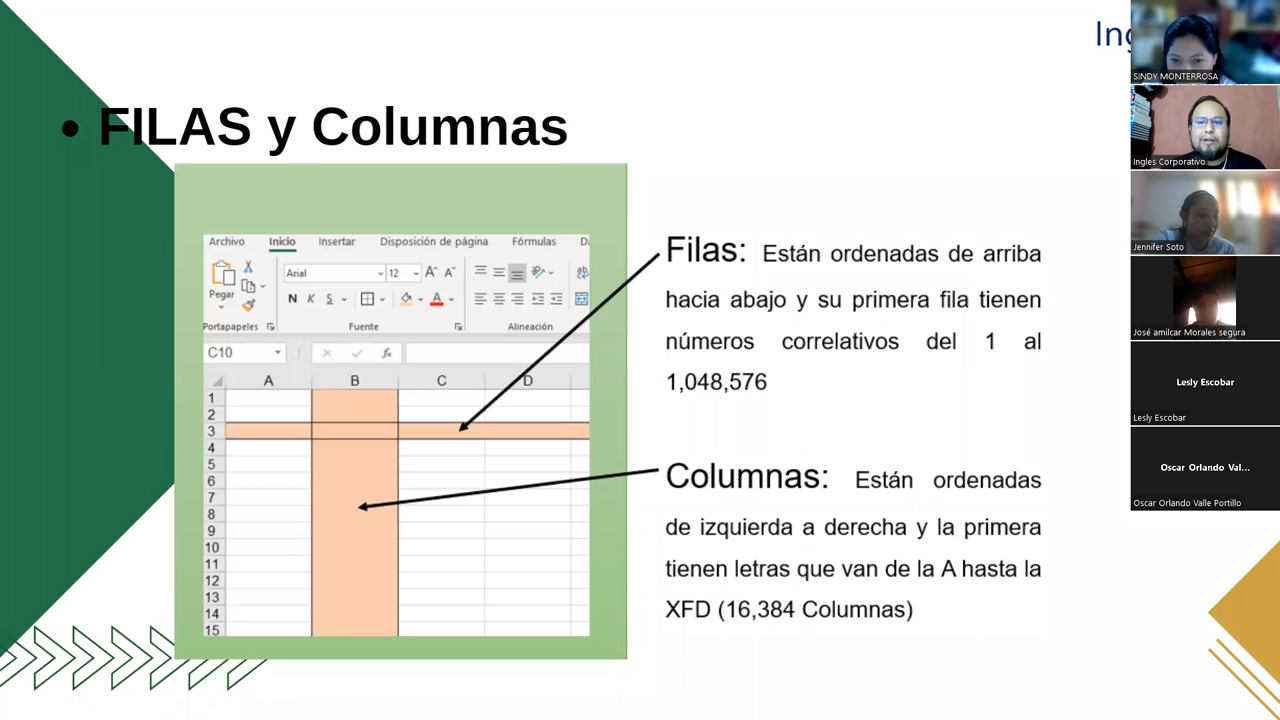 Ing
• FILAS y Columnas
Archivo Inicio Insertar Disposición de página Fórmulas Da
Arial 12 A A ab
Pegar
N K S A
Portapapeles Fuente Alineación
C10 fx
A B C D
1
2
3
4
5
6
7
8
9
10
11
12
13
14
15
Filas: Están ordenadas de arriba
hacia abajo y su primera fila tienen
números correlativos del 1 al
1,048,576
Columnas: Están ordenadas
de izquierda a derecha y la primera
tienen letras que van de la A hasta la
XFD (16,384 Columnas)
SINDY MONTERROSA
Ingles Corporativo
Jennifer Soto
José amilcar Morales segura
Lesly Escobar
Lesly Escobar
Oscar Orlando Val...
Oscar Orlando Valle Portillo